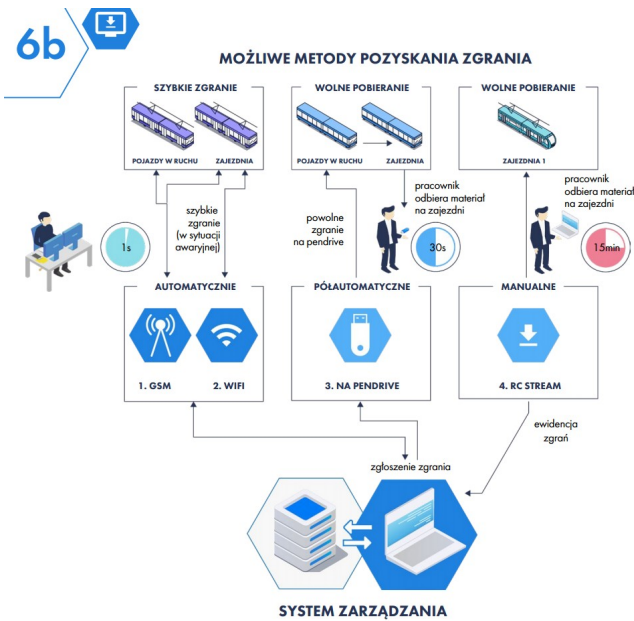 6b
MOŻLIWE METODY POZYSKANIA ZGRANIA
SZYBKIE ZGRANIE
POJAZDY W RUCHU
ZAJEZDNIA
WOLNE POBIERANIE
POJAZDY W RUCHU
ZAJEZDNIA
WOLNE POBIERANIE
ZAJEZDNIA 1
1s
szybkie
zgranie
(w sytuacji
awaryjnej)
powolne
zgranie
na pendrive
pracownik
odbiera materiał
na zajezdni
30s
pracownik
odbiera materiał
na zajezdni
15min
AUTOMATYCZNIE
1. GSM
2. WIFI
PÓŁAUTOMATYCZNE
3. NA PENDRIVE
MANUALNE
4. RC STREAM
zgłoszenie zgrania
ewidencja
zgrań
SYSTEM ZARZĄDZANIA